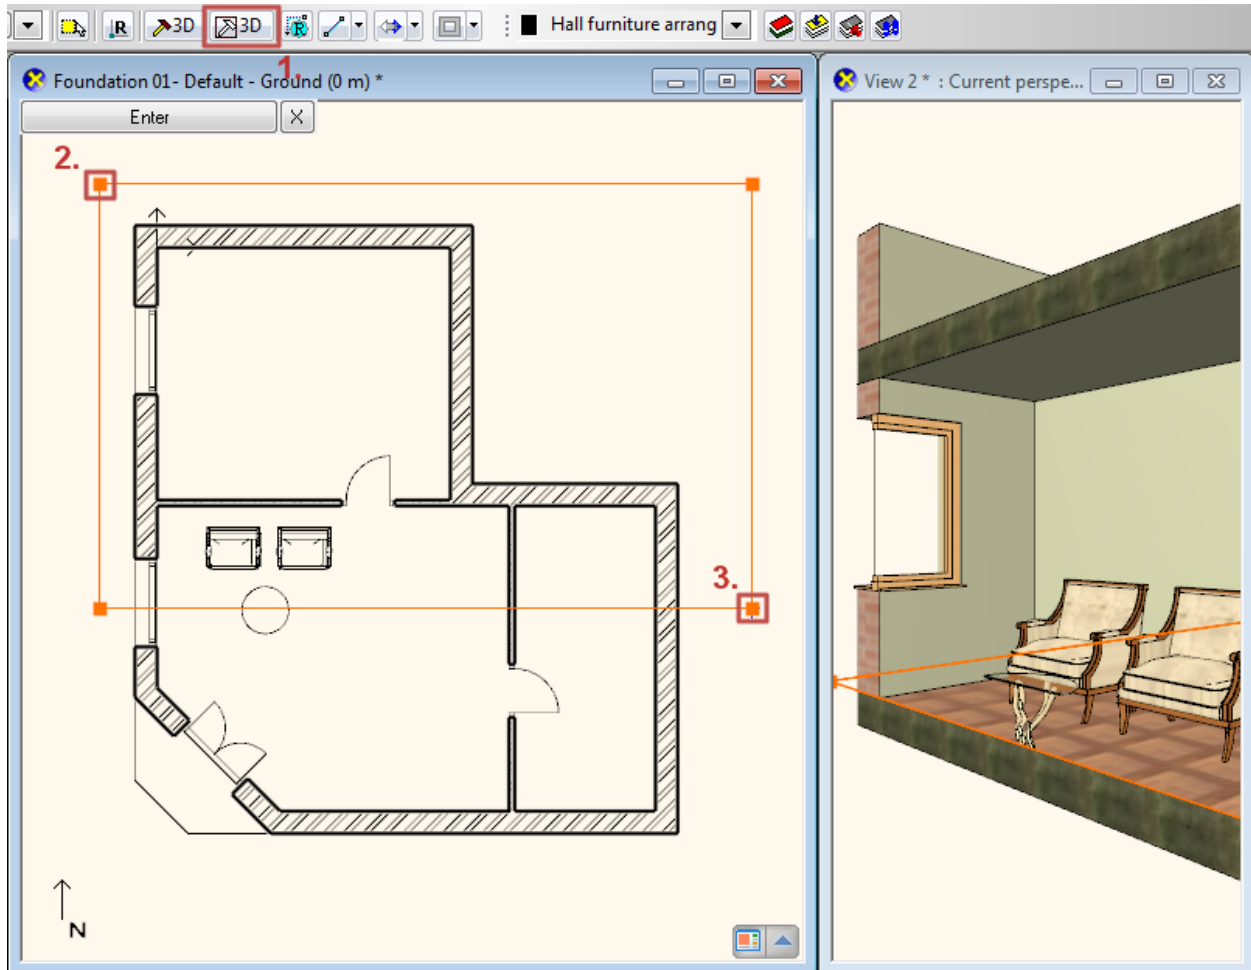 R 3D 3D R Hall furniture arrang
1.
Foundation 01- Default - Ground (0 m) *
View 2 * : Current perspe...
Enter X
2.
3.
N